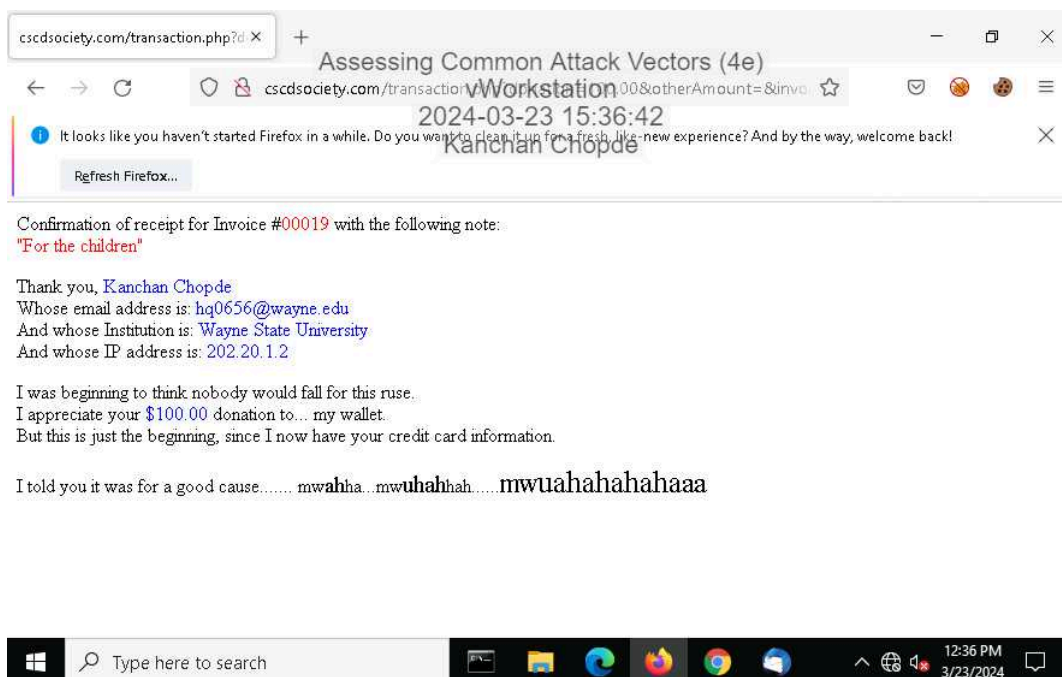 cscdsociety.com/transaction.php?d
Assessing Common Attack Vectors (4e)
cscdsociety.com/transaction 00&otherAmount=&invo
vWorkstation
2024-03-23 15:36:42
Kanchan Chopde
It looks like you haven't started Firefox in a while. Do you want to clean it up for a fresh, like-new experience? And by the way, welcome back!
Refresh Firefox...
Confirmation of receipt for Invoice #00019 with the following note:
"For the children"
Thank you, Kanchan Chopde
Whose email address is: hq0656@wayne.edu
And whose Institution is: Wayne State University
And whose IP address is: 202.20.1.2
I was beginning to think nobody would fall for this ruse.
I appreciate your $100.00 donation to... my wallet.
But this is just the beginning, since I now have your credit card information.
I told you it was for a good cause....... mwahha...mwuhahhah......mwuahahahahaaa
Type here to search
12:36 PM
3/23/2024